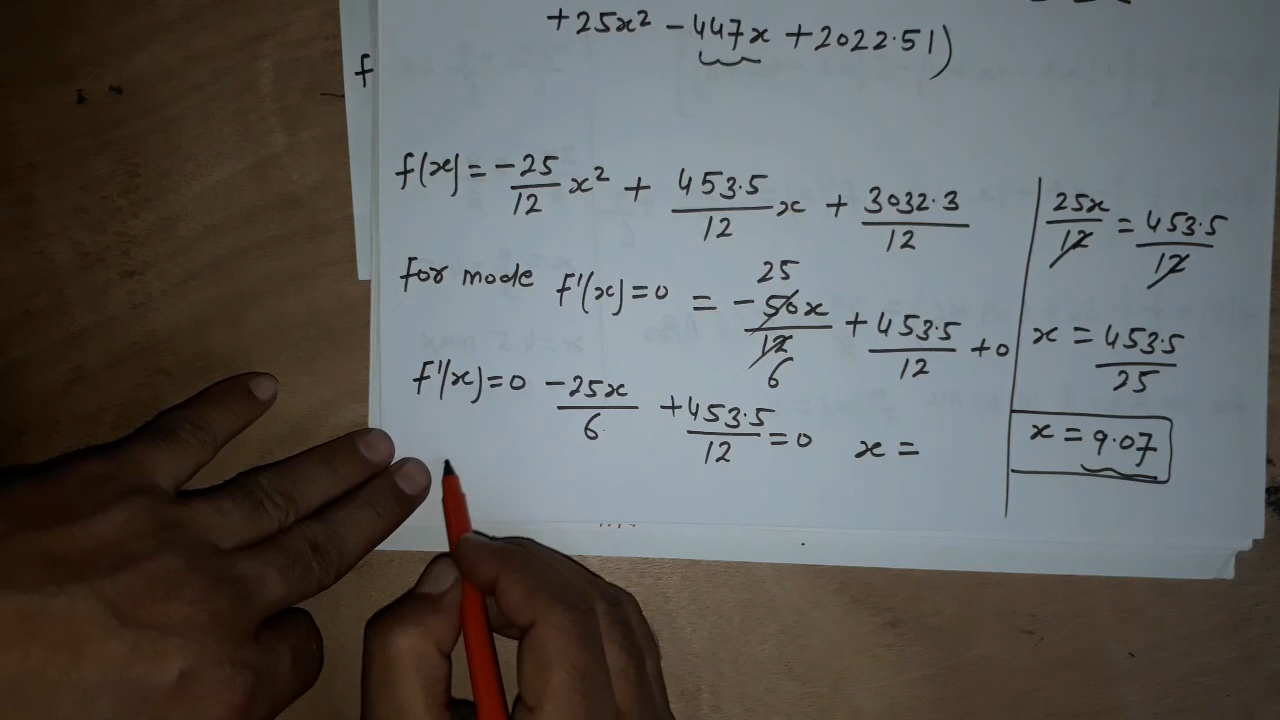 +25x² - 447x + 2022.51)
f
f(x) = -25/12 x² + 453.5/12 x + 3032.3/12
for mode f'(x) = 0 = -50x/12 + 453.5/12 + 0
25
6
f'(x) = 0 -25x/6 + 453.5/12 = 0 x =
25x/12 = 453.5/12
x = 453.5/25
x = 9.07